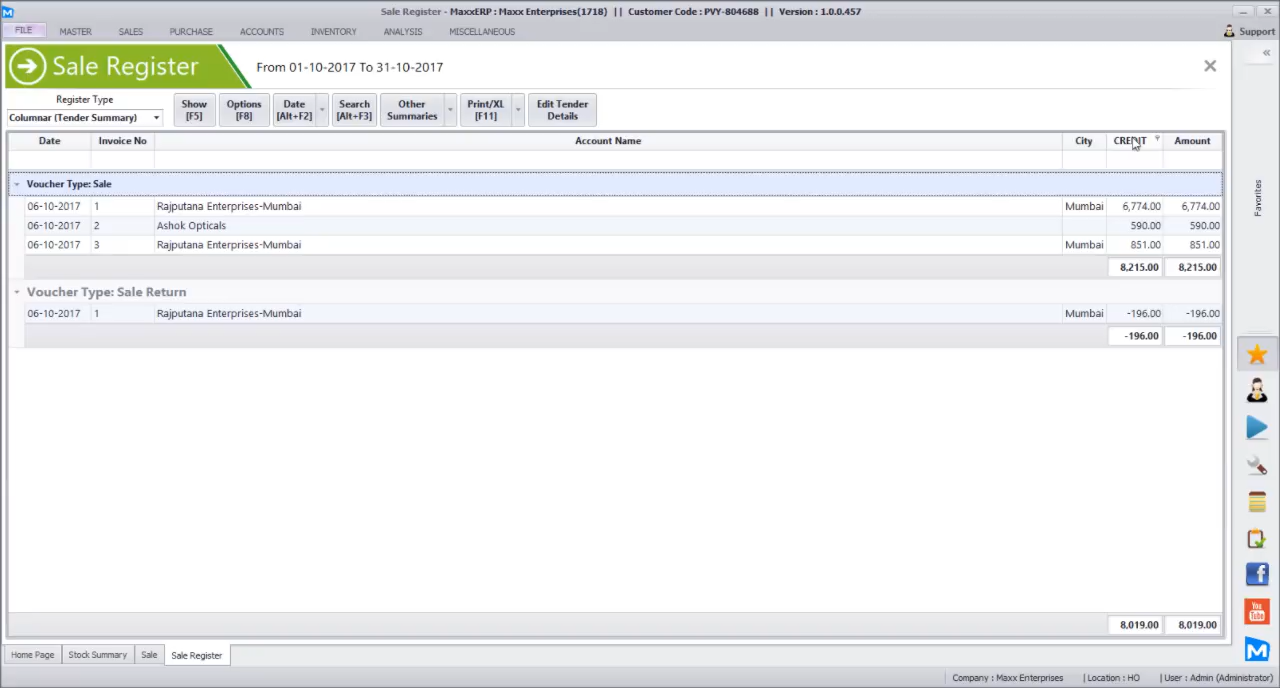 Sale Register - MaxxERP : Maxx Enterprises(1718)  ||  Customer Code : PVY-804688  ||  Version : 1.0.0.457
FILE MASTER SALES PURCHASE ACCOUNTS INVENTORY ANALYSIS MISCELLANEOUS Support
Sale Register From 01-10-2017 To 31-10-2017
Register Type
Columnar (Tender Summary)
Show [F5]
Options [F8]
Date [Alt+F2]
Search [Alt+F3]
Other Summaries
Print/XL [F11]
Edit Tender Details
Date Invoice No Account Name City CREDIT Amount
Voucher Type: Sale
06-10-2017 1 Rajputana Enterprises-Mumbai Mumbai 6,774.00 6,774.00
06-10-2017 2 Ashok Opticals 590.00 590.00
06-10-2017 3 Rajputana Enterprises-Mumbai Mumbai 851.00 851.00
8,215.00 8,215.00
Voucher Type: Sale Return
06-10-2017 1 Rajputana Enterprises-Mumbai Mumbai -196.00 -196.00
-196.00 -196.00
8,019.00 8,019.00
Favorites
You Tube
Home Page Stock Summary Sale Sale Register
Company : Maxx Enterprises | Location : HO | User : Admin (Administrator)